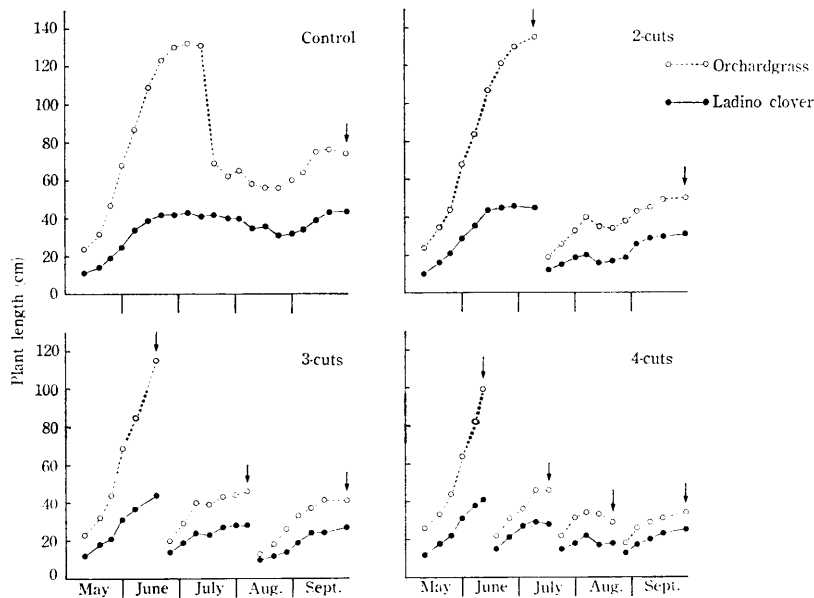 140
120
100
80
60
40
20
0
Control
2-cuts
Orchardgrass
Ladino clover
Plant length (cm)
120
100
80
60
40
20
0
3-cuts
4-cuts
May June July Aug. Sept.
May June July Aug. Sept.